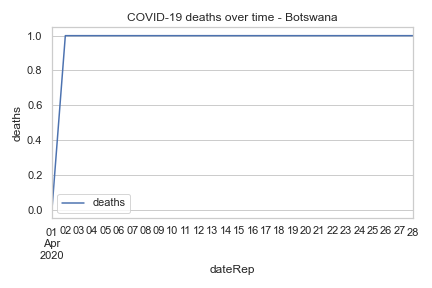 COVID-19 deaths over time - Botswana
1.0
0.8
0.6
0.4
0.2
0.0
deaths
deaths
01 02 03 04 05 06 07 08 09 10 11 12 13 14 15 16 17 18 19 20 21 22 23 24 25 26 27 28
Apr
2020
dateRep